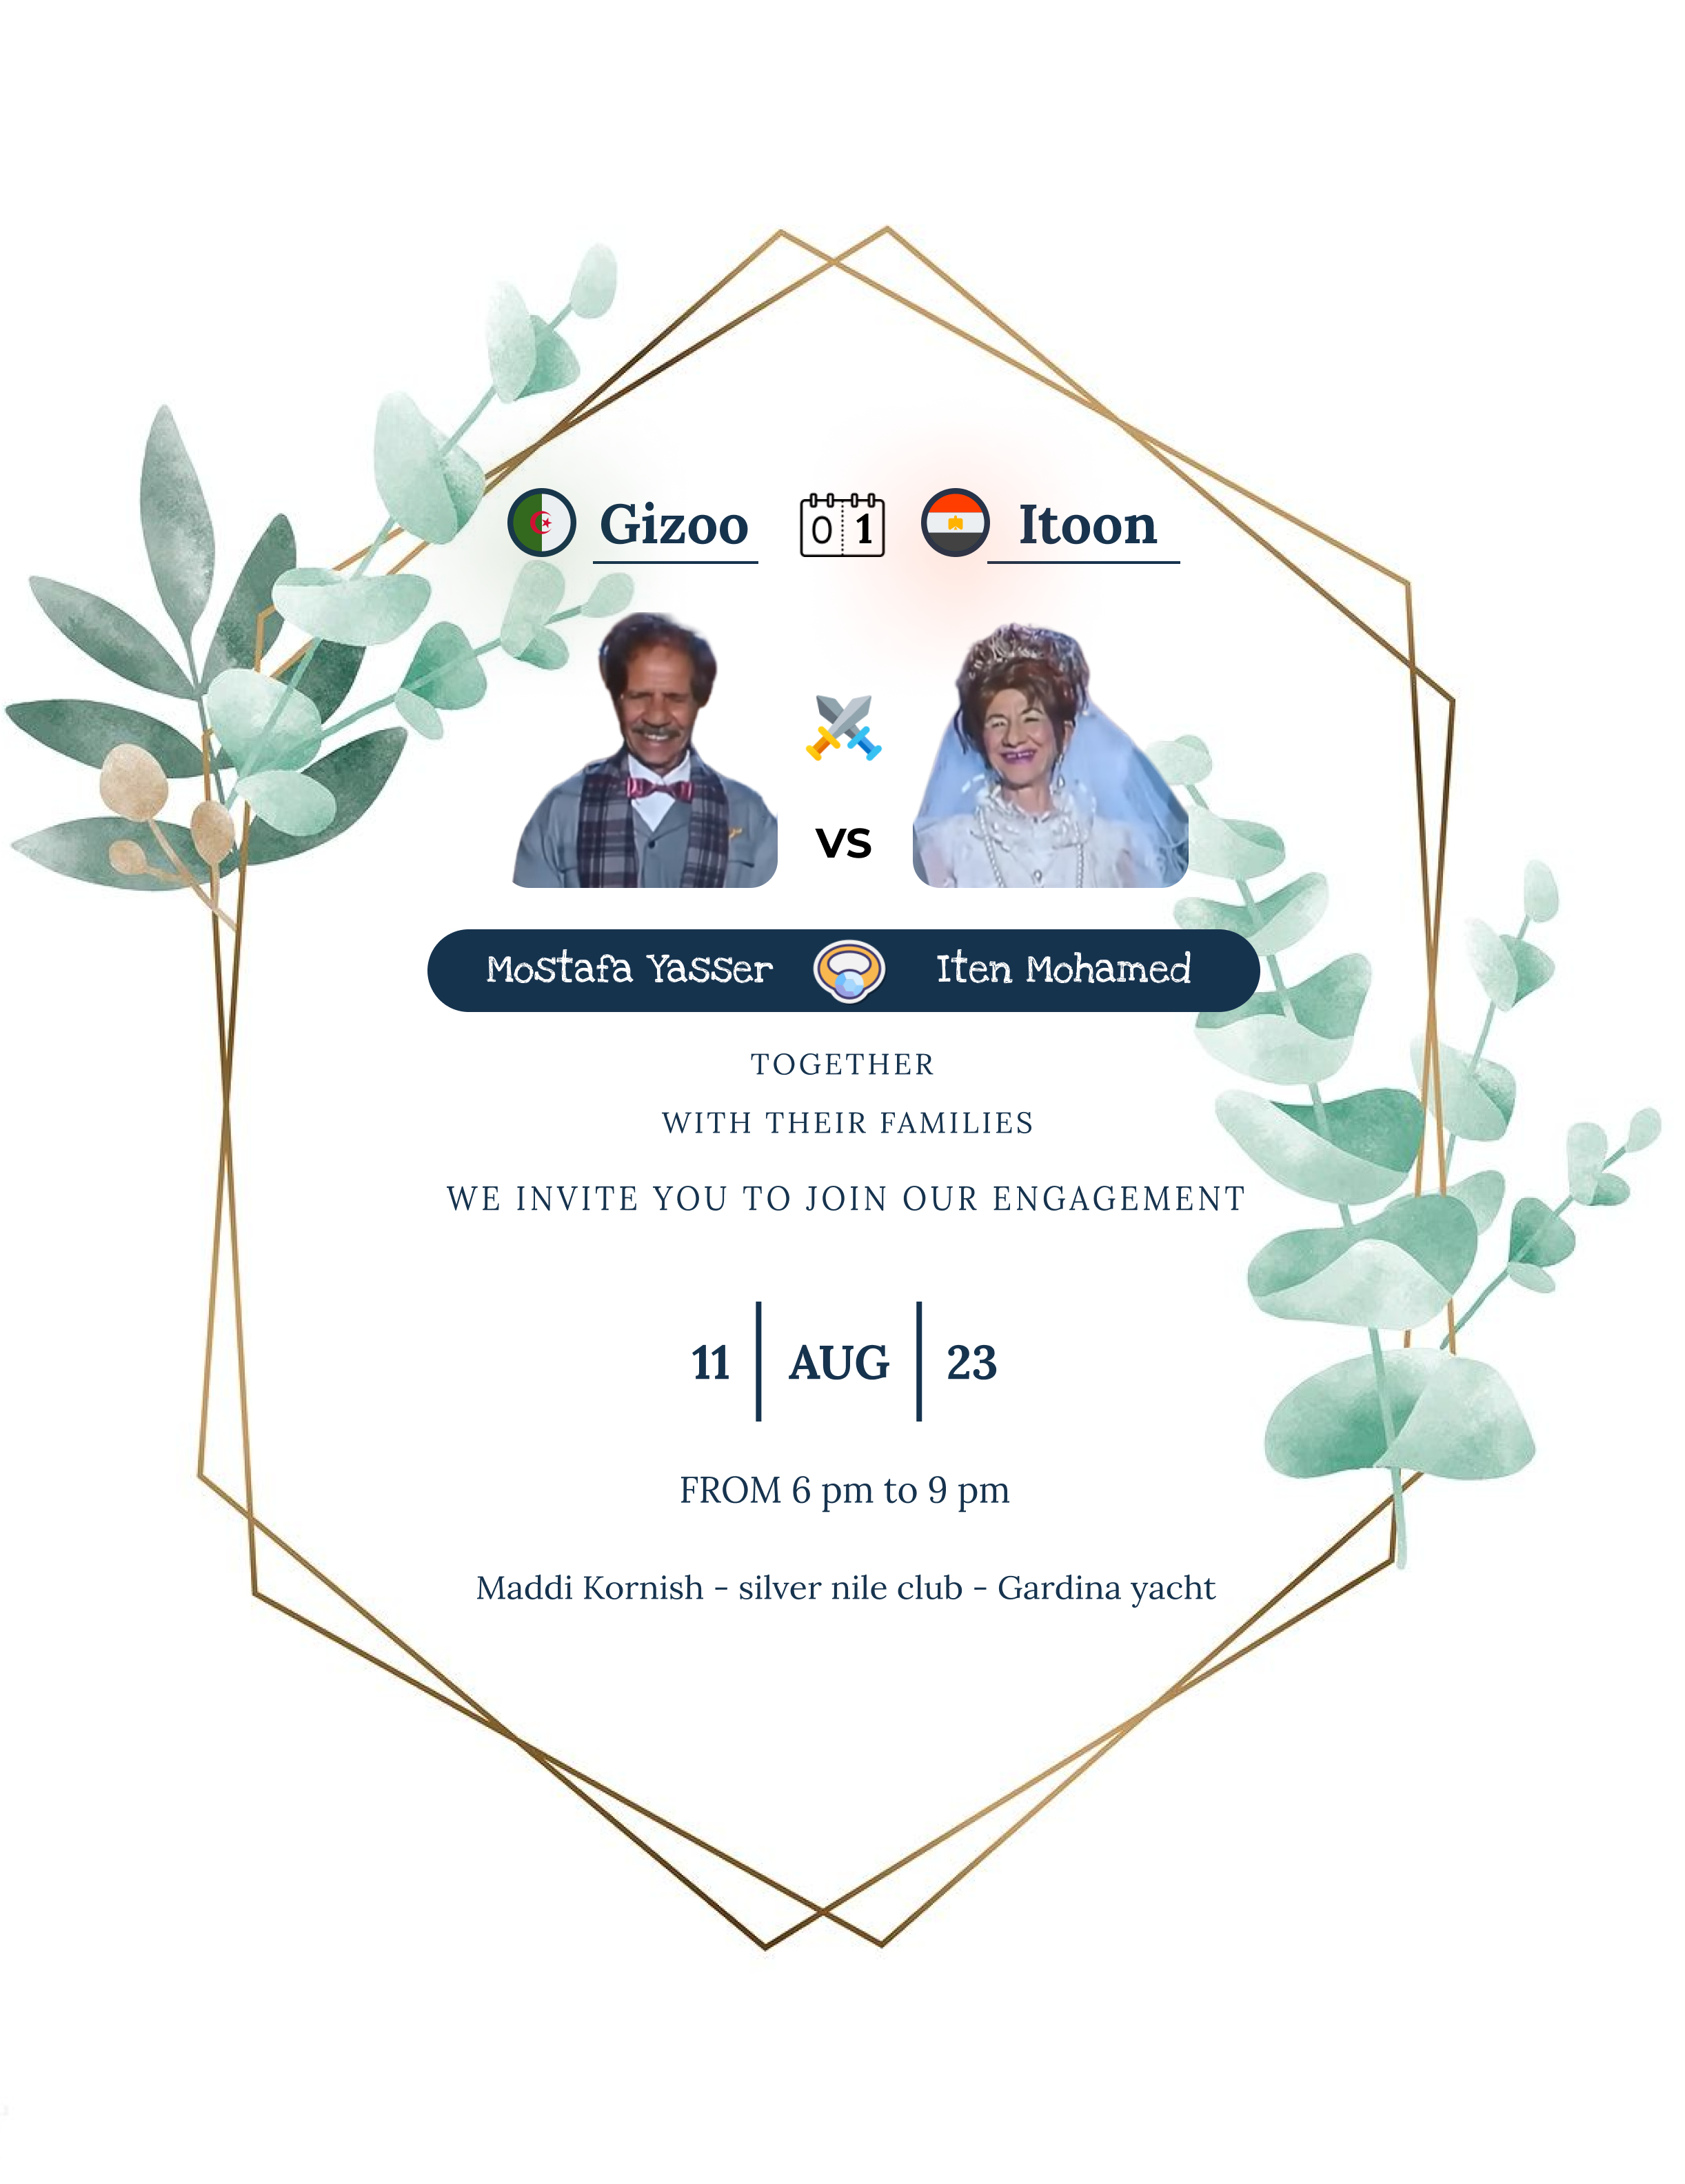 Gizoo 0 1 Itoon
VS
Mostafa Yasser Iten Mohamed
TOGETHER
WITH THEIR FAMILIES
WE INVITE YOU TO JOIN OUR ENGAGEMENT
11 AUG 23
FROM 6 pm to 9 pm
Maddi Kornish - silver nile club - Gardina yacht